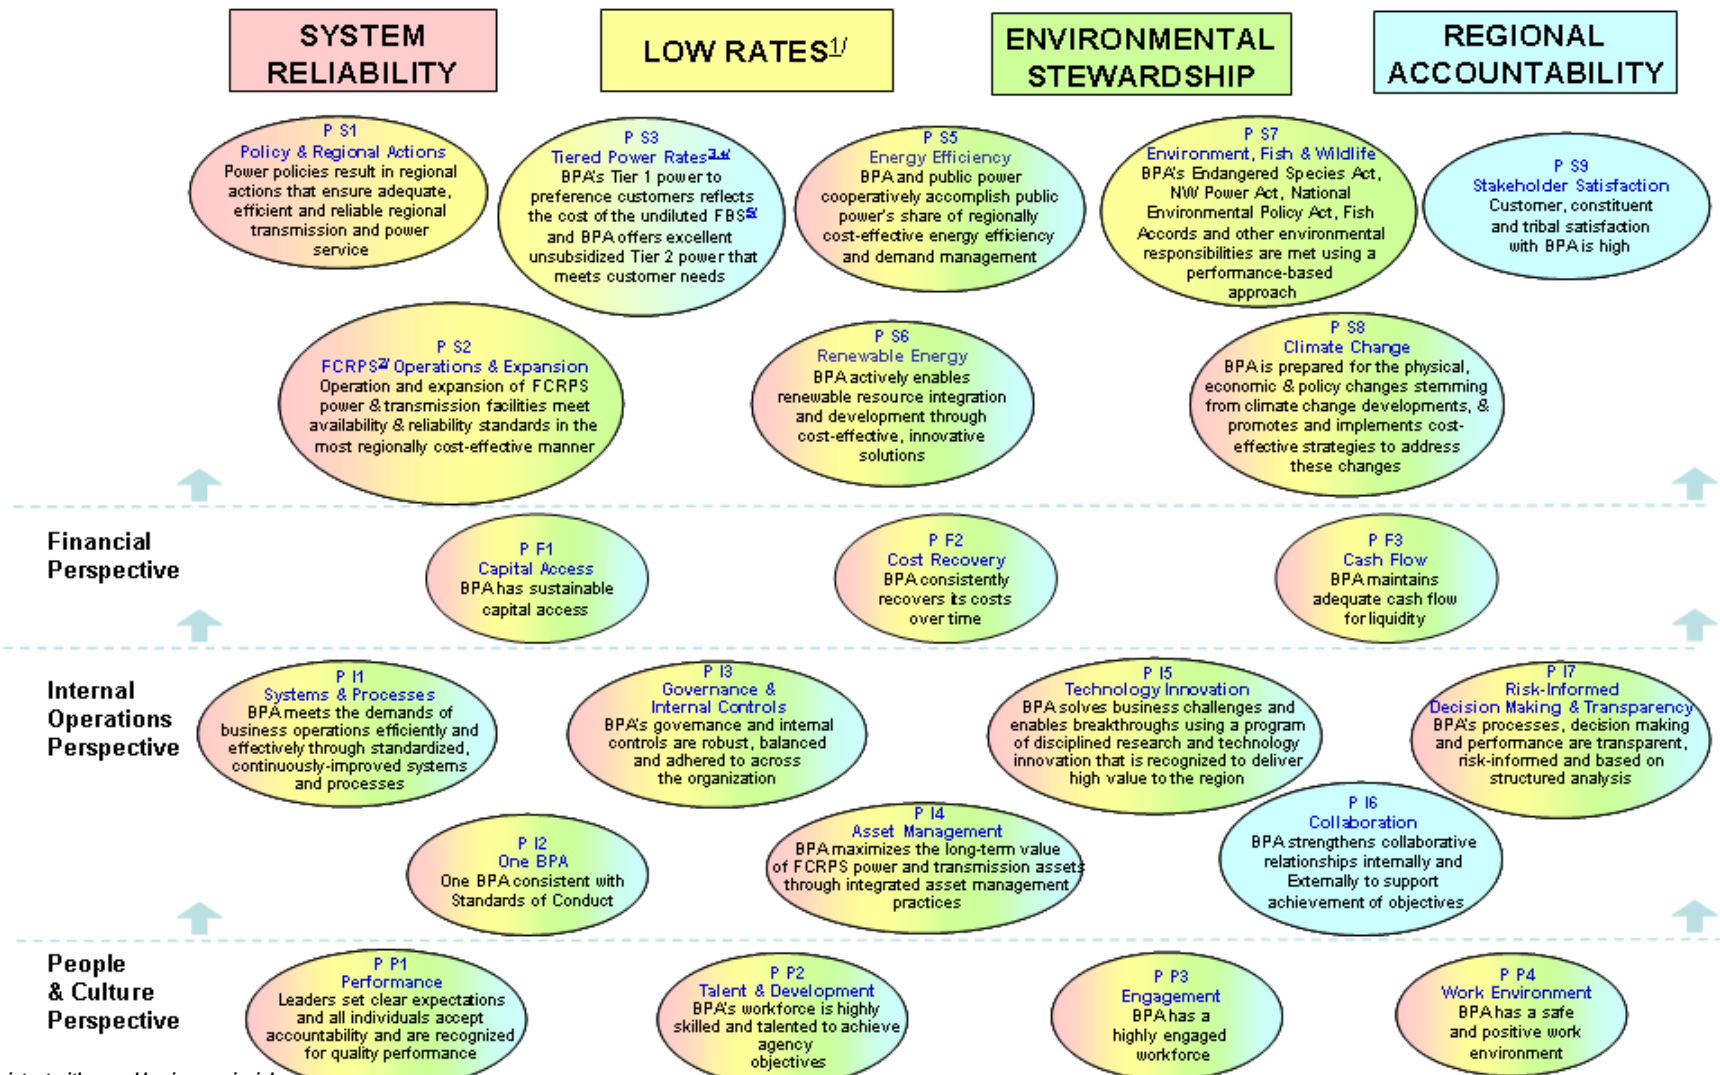 SYSTEM
RELIABILITY
LOW RATES1/
ENVIRONMENTAL
STEWARDSHIP
REGIONAL
ACCOUNTABILITY
P S1
Policy & Regional Actions
Power policies result in regional
actions that ensure adequate,
efficient and reliable regional
transmission and power
service
P S3
Tiered Power Rates3,4/
BPA's Tier 1 power to
preference customers reflects
the cost of the undiluted FBS5/
and BPA offers excellent
unsubsidized Tier 2 power that
meets customer needs
P S5
Energy Efficiency
BPA and public power
cooperatively accomplish public
power's share of regionally
cost-effective energy efficiency
and demand management
P S7
Environment, Fish & Wildlife
BPA's Endangered Species Act,
NW Power Act, National
Environmental Policy Act, Fish
Accords and other environmental
responsibilities are met using a
performance-based
approach
P S9
Stakeholder Satisfaction
Customer, constituent
and tribal satisfaction
with BPA is high
P S2
FCRPS2/ Operations & Expansion
Operation and expansion of FCRPS
power & transmission facilities meet
availability & reliability standards in the
most regionally cost-effective manner
P S6
Renewable Energy
BPA actively enables
renewable resource integration
and development through
cost-effective, innovative
solutions
P S8
Climate Change
BPA is prepared for the physical,
economic & policy changes stemming
from climate change developments, &
promotes and implements cost-
effective strategies to address
these changes
Financial
Perspective
P F1
Capital Access
BPA has sustainable
capital access
P F2
Cost Recovery
BPA consistently
recovers its costs
over time
P F3
Cash Flow
BPA maintains
adequate cash flow
for liquidity
Internal
Operations
Perspective
P I1
Systems & Processes
BPA meets the demands of
business operations efficiently and
effectively through standardized,
continuously-improved systems
and processes
P I3
Governance &
Internal Controls
BPA's governance and internal
controls are robust, balanced
and adhered to across
the organization
P I5
Technology Innovation
BPA solves business challenges and
enables breakthroughs using a program
of disciplined research and technology
innovation that is recognized to deliver
high value to the region
P I7
Risk-Informed
Decision Making & Transparency
BPA's processes, decision making
and performance are transparent,
risk-informed and based on
structured analysis
P I2
One BPA
One BPA consistent with
Standards of Conduct
P I4
Asset Management
BPA maximizes the long-term value
of FCRPS power and transmission assets
through integrated asset management
practices
P I6
Collaboration
BPA strengthens collaborative
relationships internally and
Externally to support
achievement of objectives
People
& Culture
Perspective
P P1
Performance
Leaders set clear expectations
and all individuals accept
accountability and are recognized
for quality performance
P P2
Talent & Development
BPA's workforce is highly
skilled and talented to achieve
agency
objectives
P P3
Engagement
BPA has a
highly engaged
workforce
P P4
Work Environment
BPA has a safe
and positive work
environment